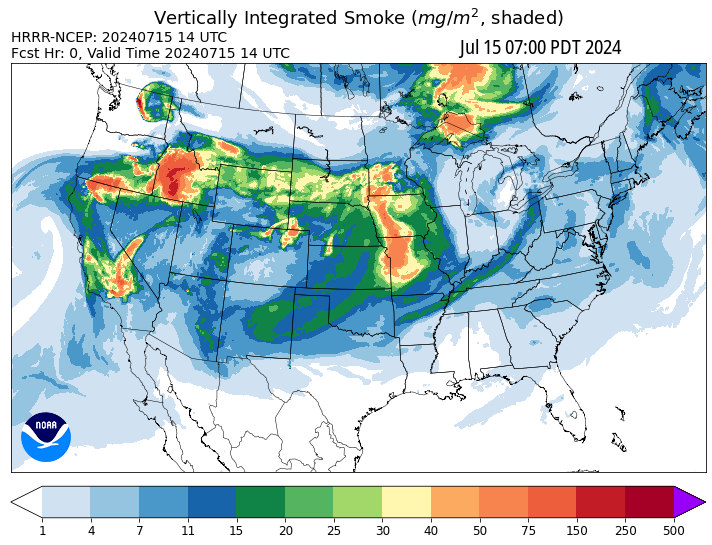 Vertically Integrated Smoke (mg/m², shaded)
HRRR-NCEP: 20240715 14 UTC
Fcst Hr: 0, Valid Time 20240715 14 UTC
Jul 15 07:00 PDT 2024
NOAA
1 4 7 11 15 20 25 30 40 50 75 150 250 500